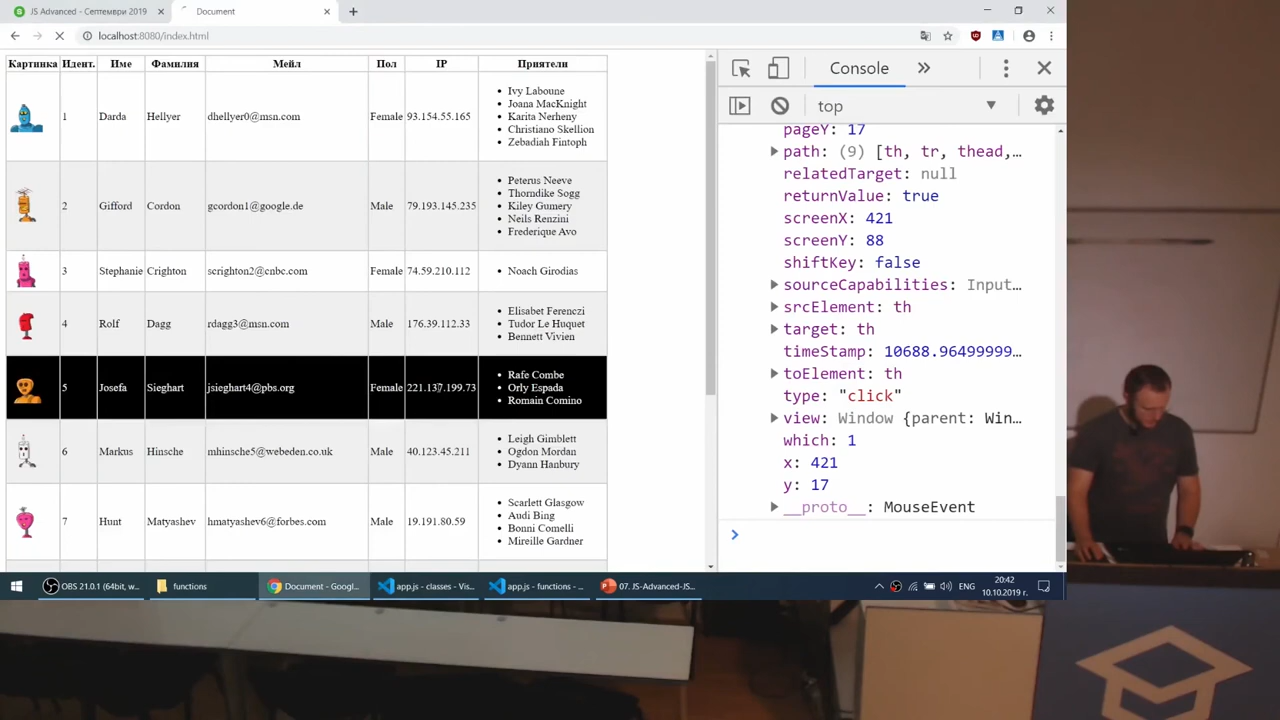 JS Advanced - Септември 2019
Document
localhost:8080/index.html
Картинка Идент. Име Фамилия Мейл Пол IP Приятели
1 Darda Hellyer dhellyer0@msn.com Female 93.154.55.165
Ivy Laboune
Joana MacKnight
Karita Nerheny
Christiano Skellion
Zebadiah Fintoph
2 Gifford Cordon gcordon1@google.de Male 79.193.145.235
Peterus Neeve
Thorndike Sogg
Kiley Gumery
Neils Renzini
Frederique Avo
3 Stephanie Crighton scrighton2@cnbc.com Female 74.59.210.112
Noach Girodias
4 Rolf Dagg rdagg3@msn.com Male 176.39.112.33
Elisabet Ferenczi
Tudor Le Huquet
Bennett Vivien
5 Josefa Sieghart jsieghart4@pbs.org Female 221.137.199.73
Rafe Combe
Orly Espada
Romain Comino
6 Markus Hinsche mhinsche5@webeden.co.uk Male 40.123.45.211
Leigh Gimblett
Ogdon Mordan
Dyann Hanbury
7 Hunt Matyashev hmatyashev6@forbes.com Male 19.191.80.59
Scarlett Glasgow
Audi Bing
Bonni Comelli
Mireille Gardner
Console
top
pageY: 17
path: (9) [th, tr, thead,…
relatedTarget: null
returnValue: true
screenX: 421
screenY: 88
shiftKey: false
sourceCapabilities: Input…
srcElement: th
target: th
timeStamp: 10688.96499999…
toElement: th
type: "click"
view: Window {parent: Win…
which: 1
x: 421
y: 17
__proto__: MouseEvent
OBS 21.0.1 (64bit, w...
functions
Document - Googl...
app.js - classes - Vis...
app.js - functions - ...
07. JS-Advanced-JS...
ENG
20:42
10.10.2019 г.